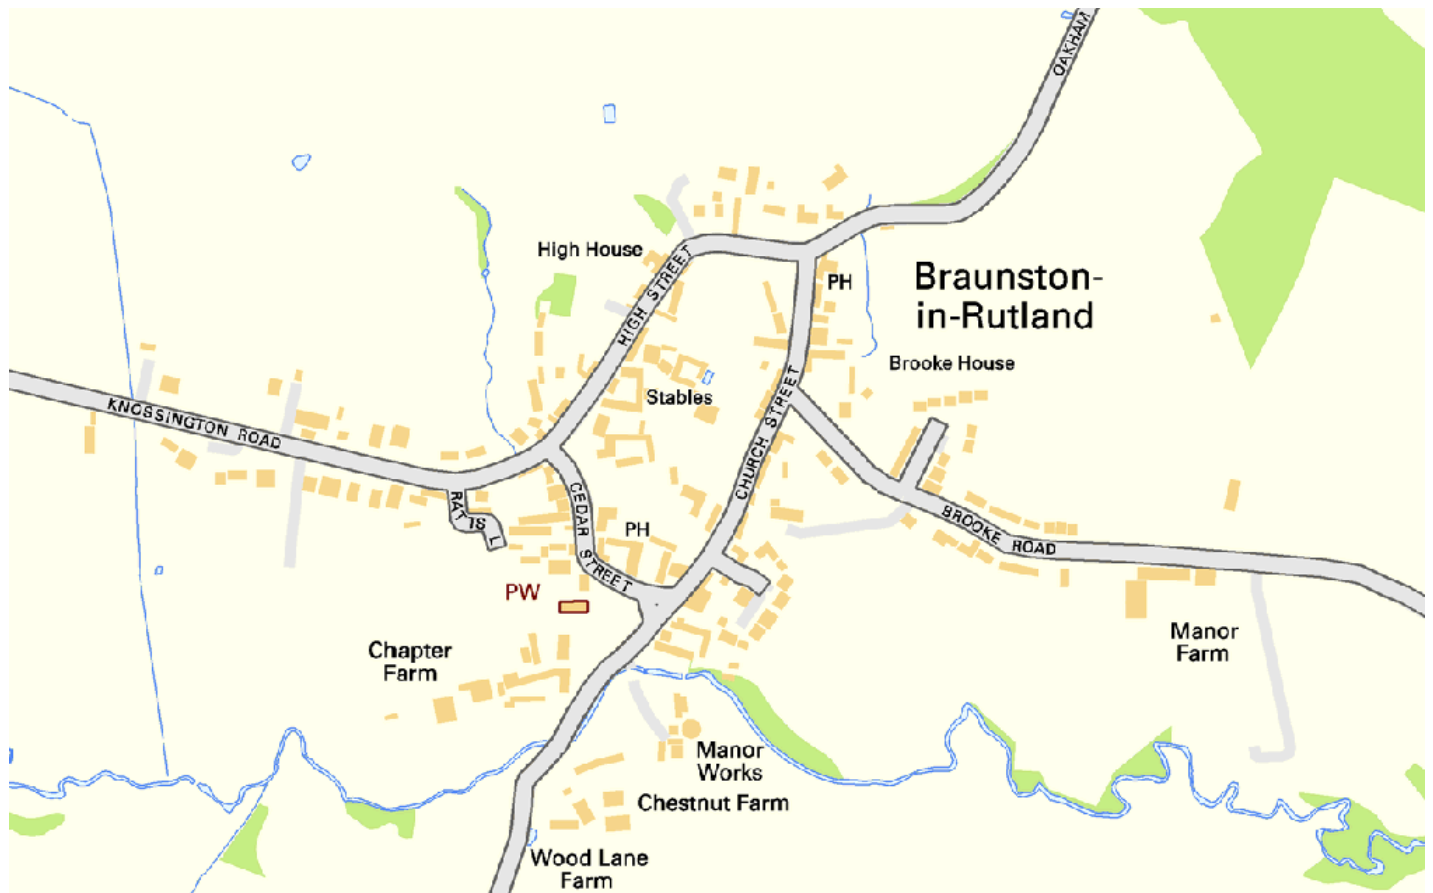 OAKHAM
High House
HIGH STREET
PH
Braunston-
in-Rutland
Brooke House
Stables
KNOSSINGTON ROAD
CHURCH STREET
CEDAR STREET
RATTS L
PH
BROOKE ROAD
PW
Chapter
Farm
Manor
Farm
Manor
Works
Chestnut Farm
Wood Lane
Farm